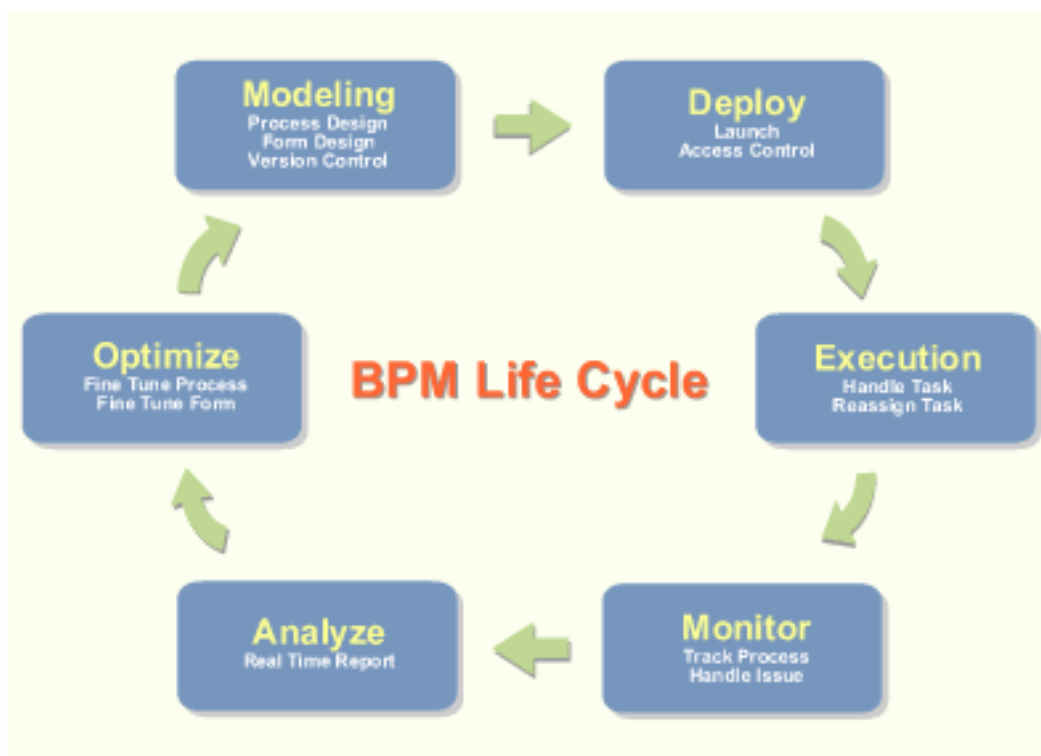 Modeling
Process Design
Form Design
Version Control
Deploy
Launch
Access Control
Optimize
Fine Tune Process
Fine Tune Form
BPM Life Cycle
Execution
Handle Task
Reassign Task
Analyze
Real Time Report
Monitor
Track Process
Handle Issue